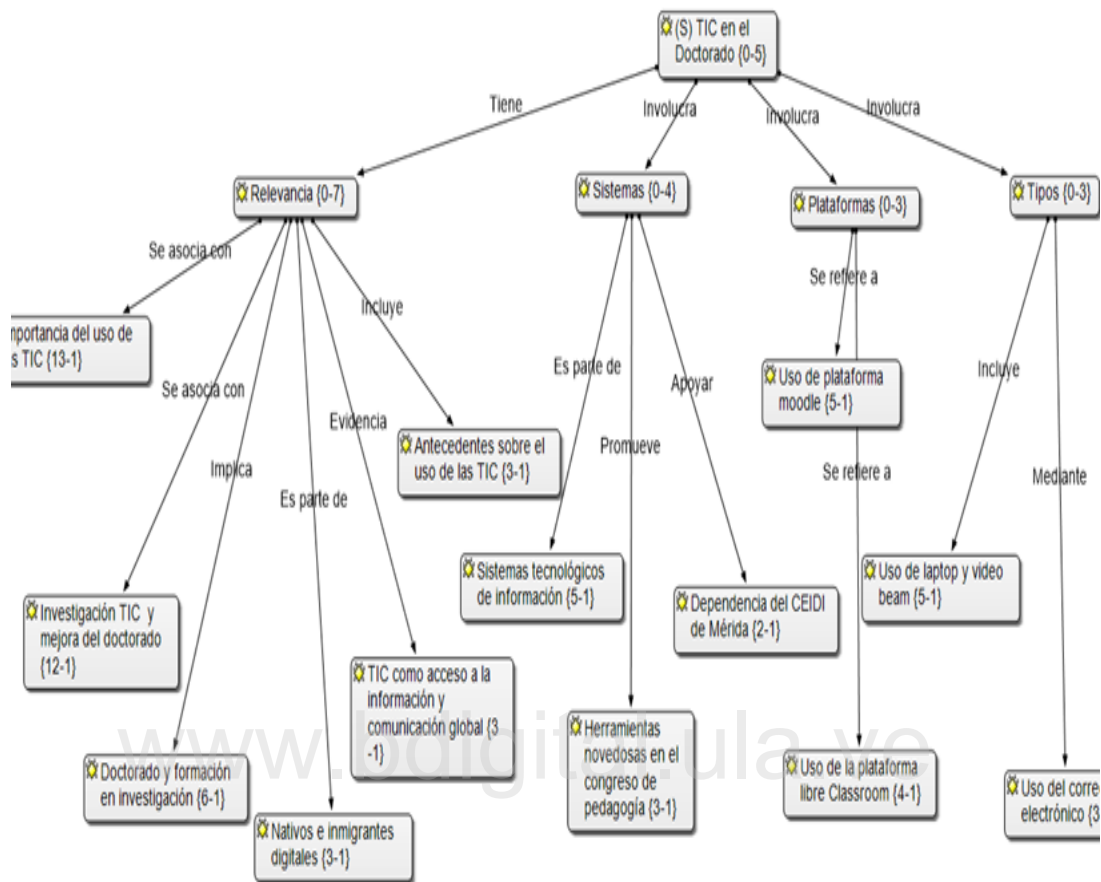 (S) TIC en el
Doctorado {0-5}
Tiene
Involucra
Involucra
Involucra
Relevancia {0-7}
Sistemas {0-4}
Plataformas {0-3}
Tipos {0-3}
Se asocia con
Incluye
Se refiere a
mportancia del uso de
s TIC {13-1}
Se asocia con
Es parte de
Apoyar
Incluye
Uso de plataforma
moodle {5-1}
Evidencia
Antecedentes sobre el
uso de las TIC {3-1}
Promueve
Implica
Es parte de
Se refiere a
Mediante
Sistemas tecnológicos
de información {5-1}
Uso de laptop y video
beam {5-1}
Dependencia del CEIDI
de Mérida {2-1}
Investigación TIC y
mejora del doctorado
{12-1}
TIC como acceso a la
información y
comunicación global {3
-1}
Herramientas
novedosas en el
congreso de
pedagogía {3-1}
www.bdigital.ula.ve
Doctorado y formación
en investigación {6-1}
Uso de la plataforma
libre Classroom {4-1}
Uso del corre
electrónico {3
Nativos e inmigrantes
digitales {3-1}